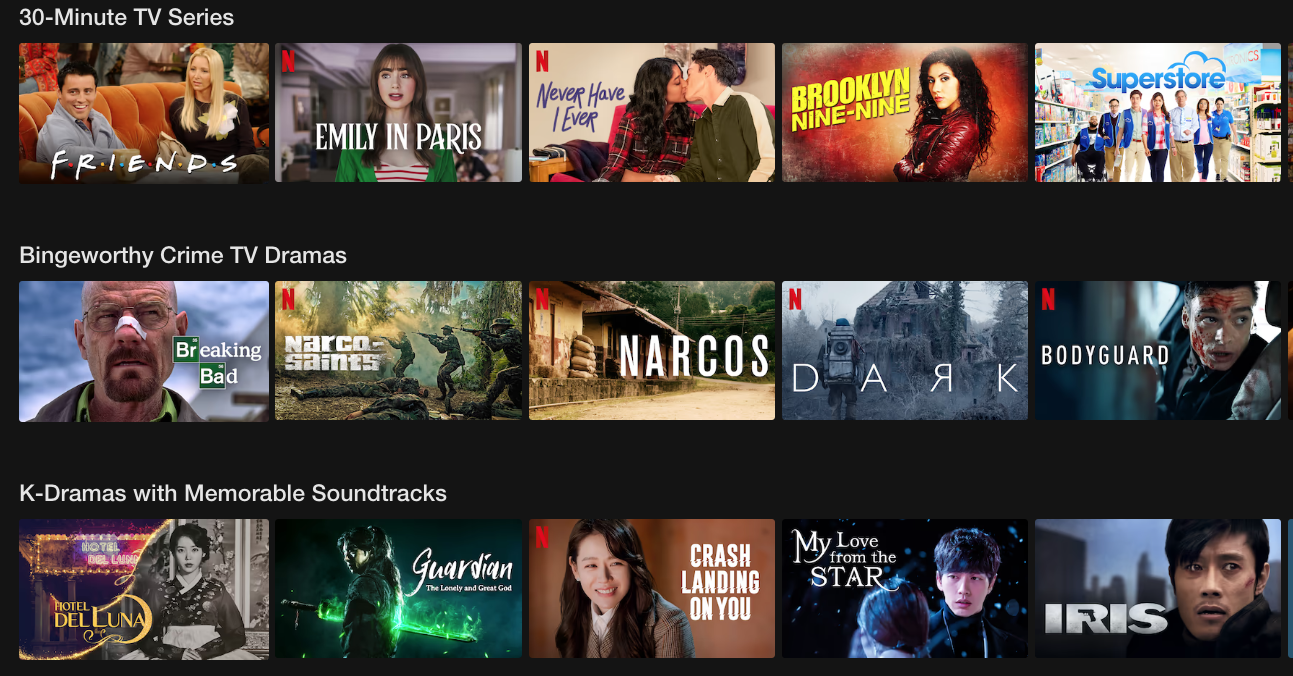 30-Minute TV Series
F·R·I·E·N·D·S
N
EMILY IN PARIS
N
Never Have
I Ever
BROOKLYN
NINE-NINE
Superstore
Bingeworthy Crime TV Dramas
Breaking
Bad
N
NARCO-
SAINTS
N
NARCOS
N
DAЯK
N
BODYGUARD
K-Dramas with Memorable Soundtracks
HOTEL
DEL LUNA
HOTEL
DEL LUNA
Guardian
The Lonely and Great God
N
CRASH
LANDING
ON YOU
My Love
from the
STAR
IRIS